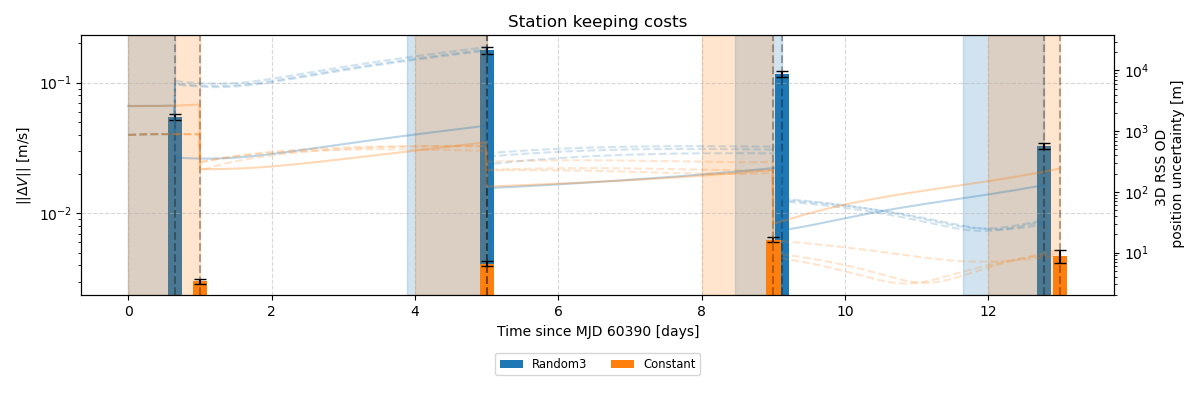 Station keeping costs
||ΔV|| [m/s]
10⁻¹
10⁻²
10⁴
10³
10²
10¹
3D RSS OD
position uncertainty [m]
0 2 4 6 8 10 12
Time since MJD 60390 [days]
Random3 Constant